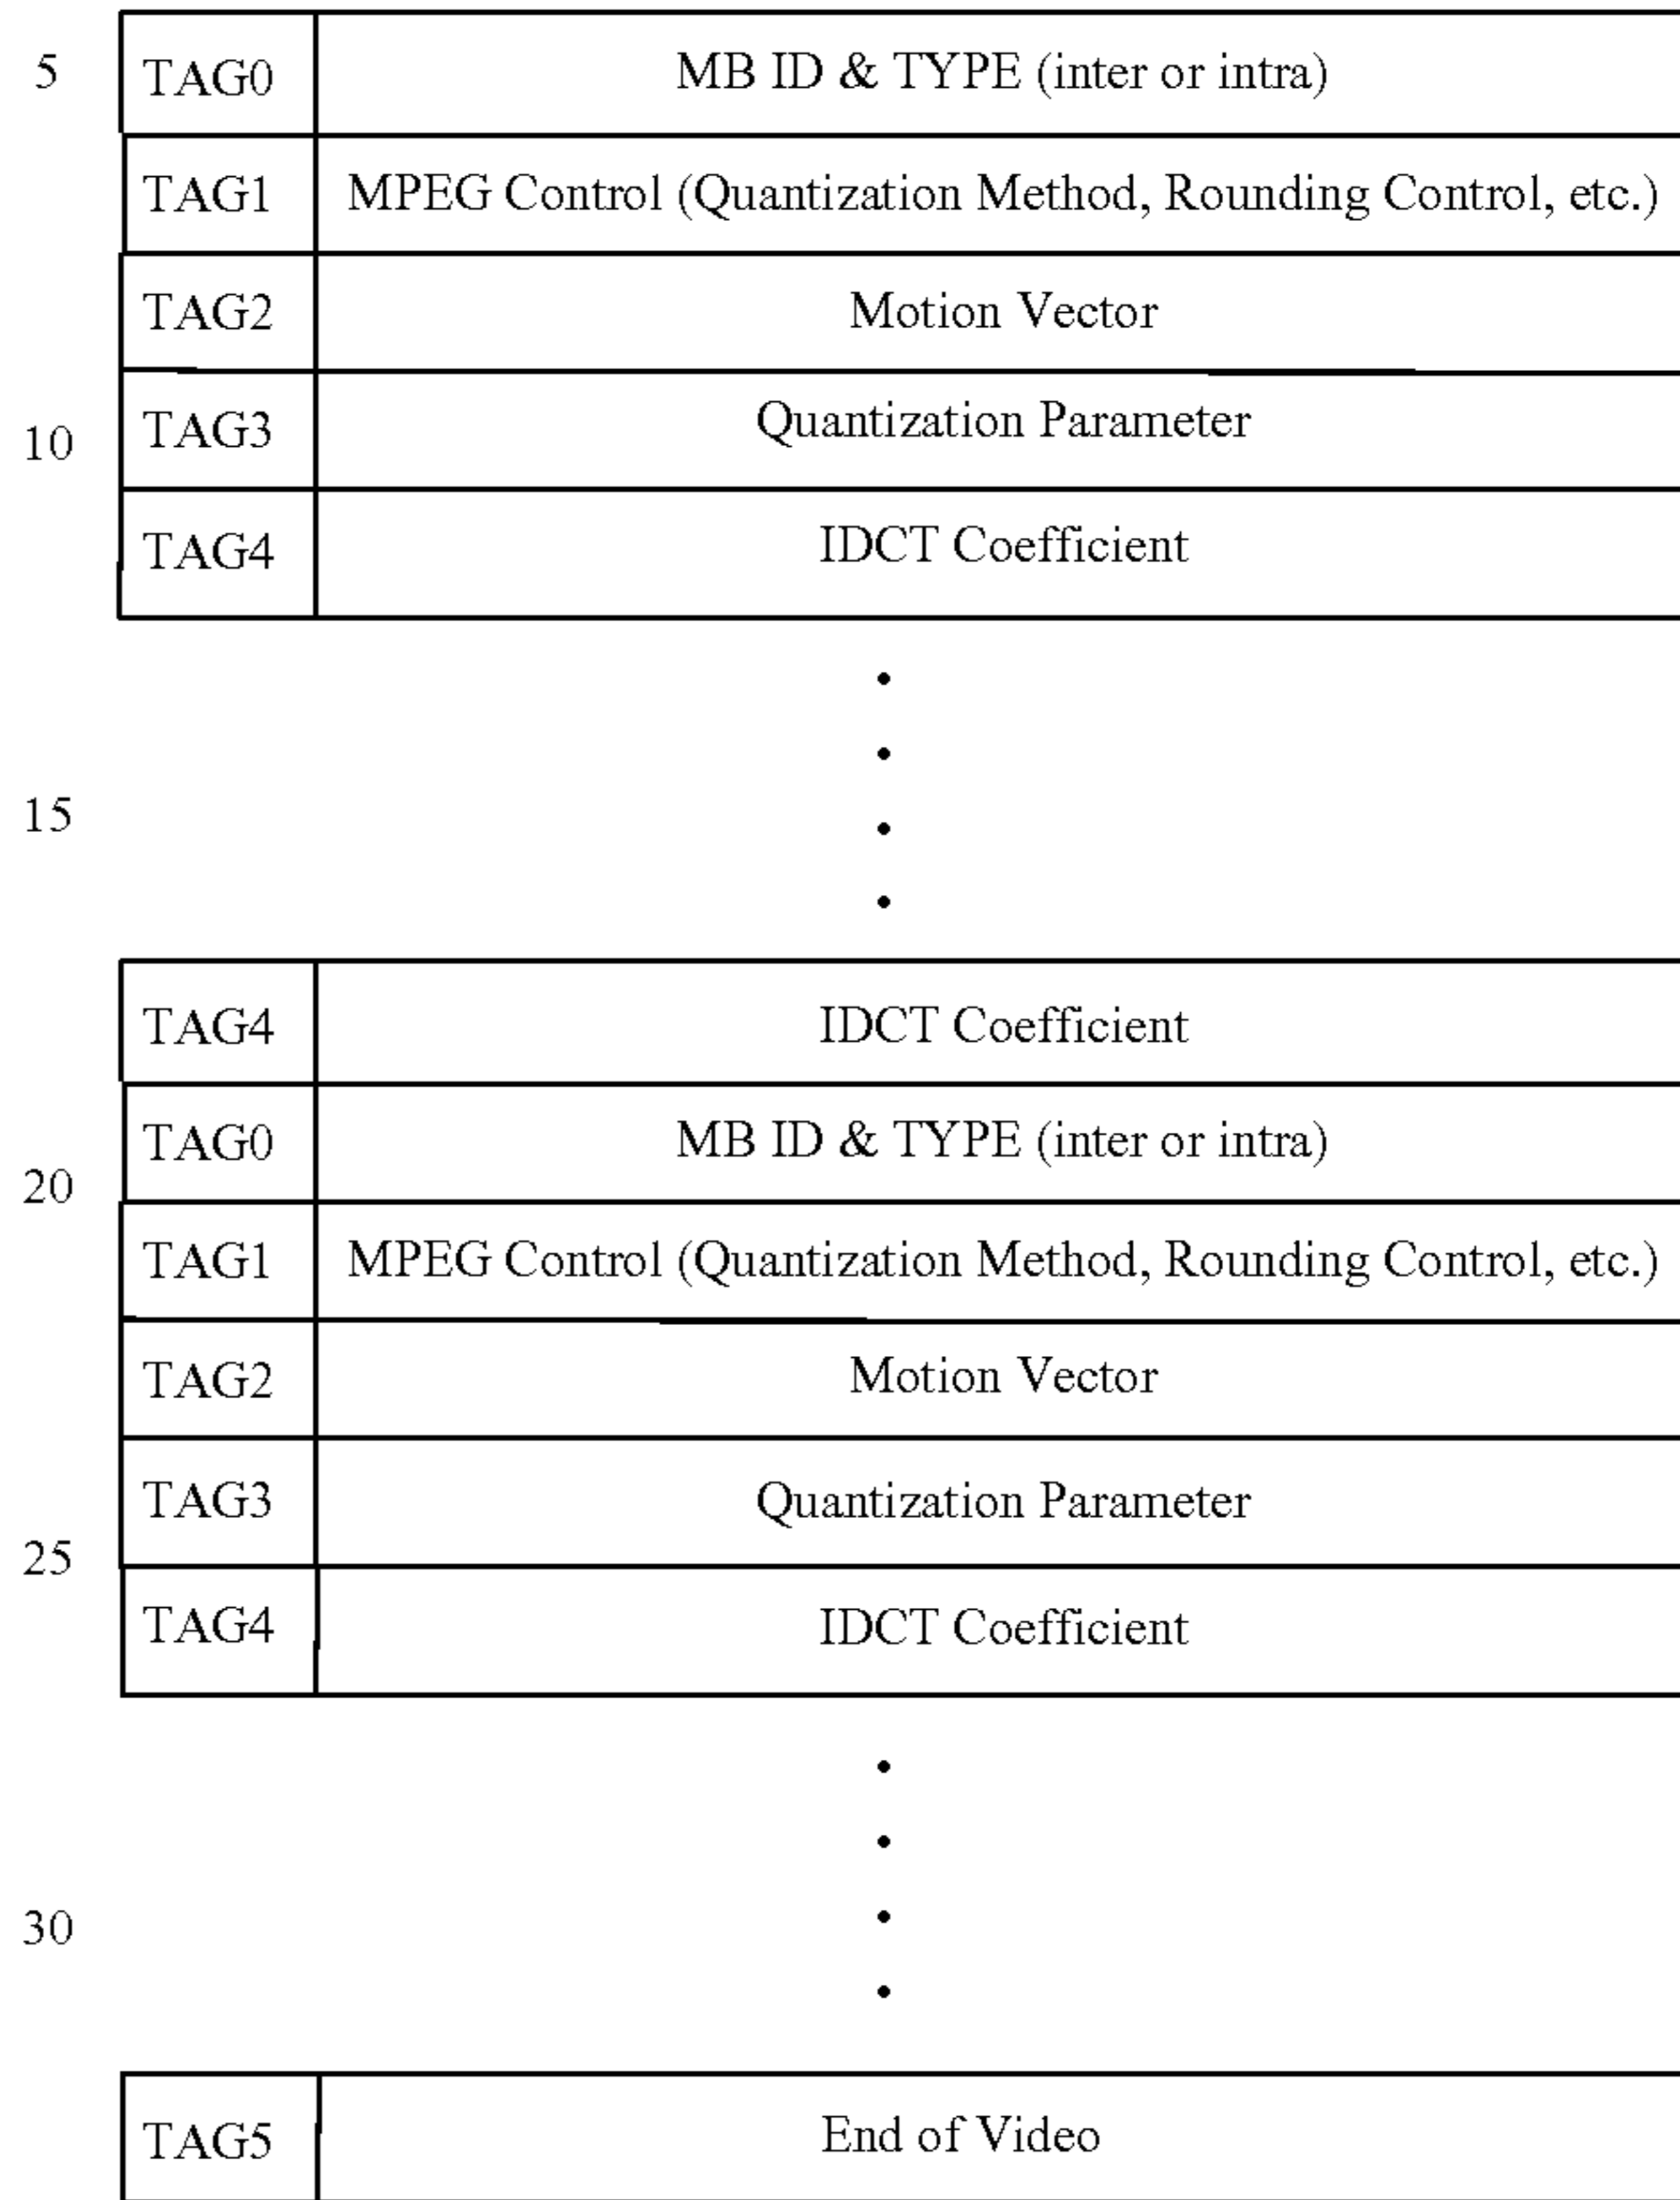 5 TAG0 MB ID & TYPE (inter or intra)
TAG1 MPEG Control (Quantization Method, Rounding Control, etc.)
TAG2 Motion Vector
10 TAG3 Quantization Parameter
TAG4 IDCT Coefficient
15
TAG4 IDCT Coefficient
TAG0 MB ID & TYPE (inter or intra)
20
TAG1 MPEG Control (Quantization Method, Rounding Control, etc.)
TAG2 Motion Vector
TAG3 Quantization Parameter
25
TAG4 IDCT Coefficient
30
TAG5 End of Video